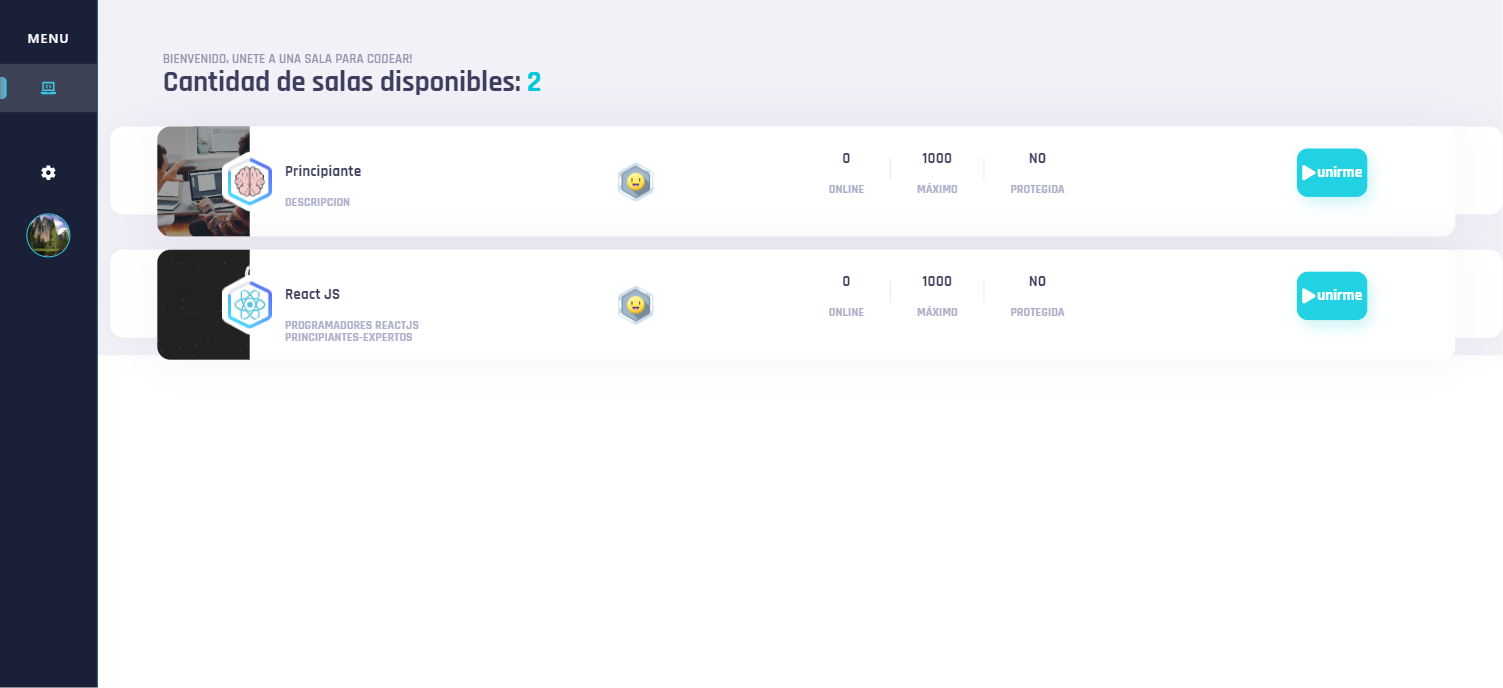 MENU
BIENVENIDO, UNETE A UNA SALA PARA CODEAR!
Cantidad de salas disponibles: 2
Principiante
DESCRIPCION
0
ONLINE
1000
MÁXIMO
NO
PROTEGIDA
unirme
React JS
PROGRAMADORES REACTJS
PRINCIPIANTES-EXPERTOS
0
ONLINE
1000
MÁXIMO
NO
PROTEGIDA
unirme